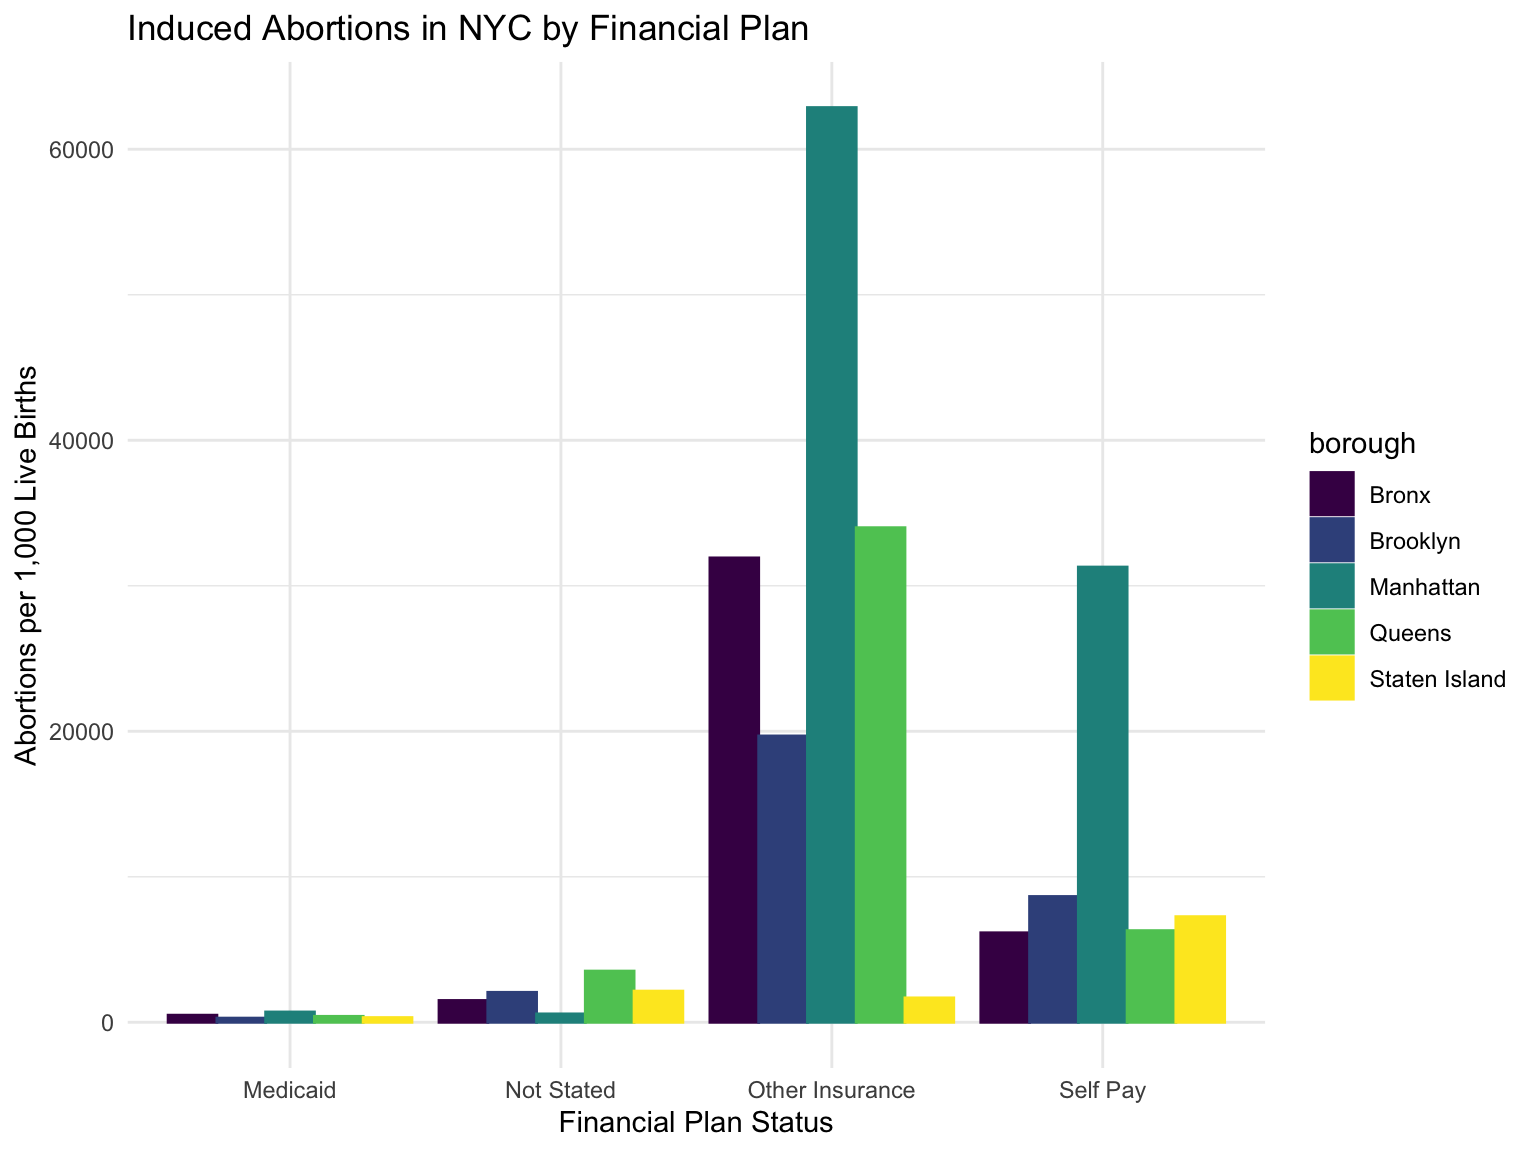 Induced Abortions in NYC by Financial Plan
Abortions per 1,000 Live Births
60000
40000
20000
0
Medicaid
Not Stated
Other Insurance
Self Pay
Financial Plan Status
borough
Bronx
Brooklyn
Manhattan
Queens
Staten Island